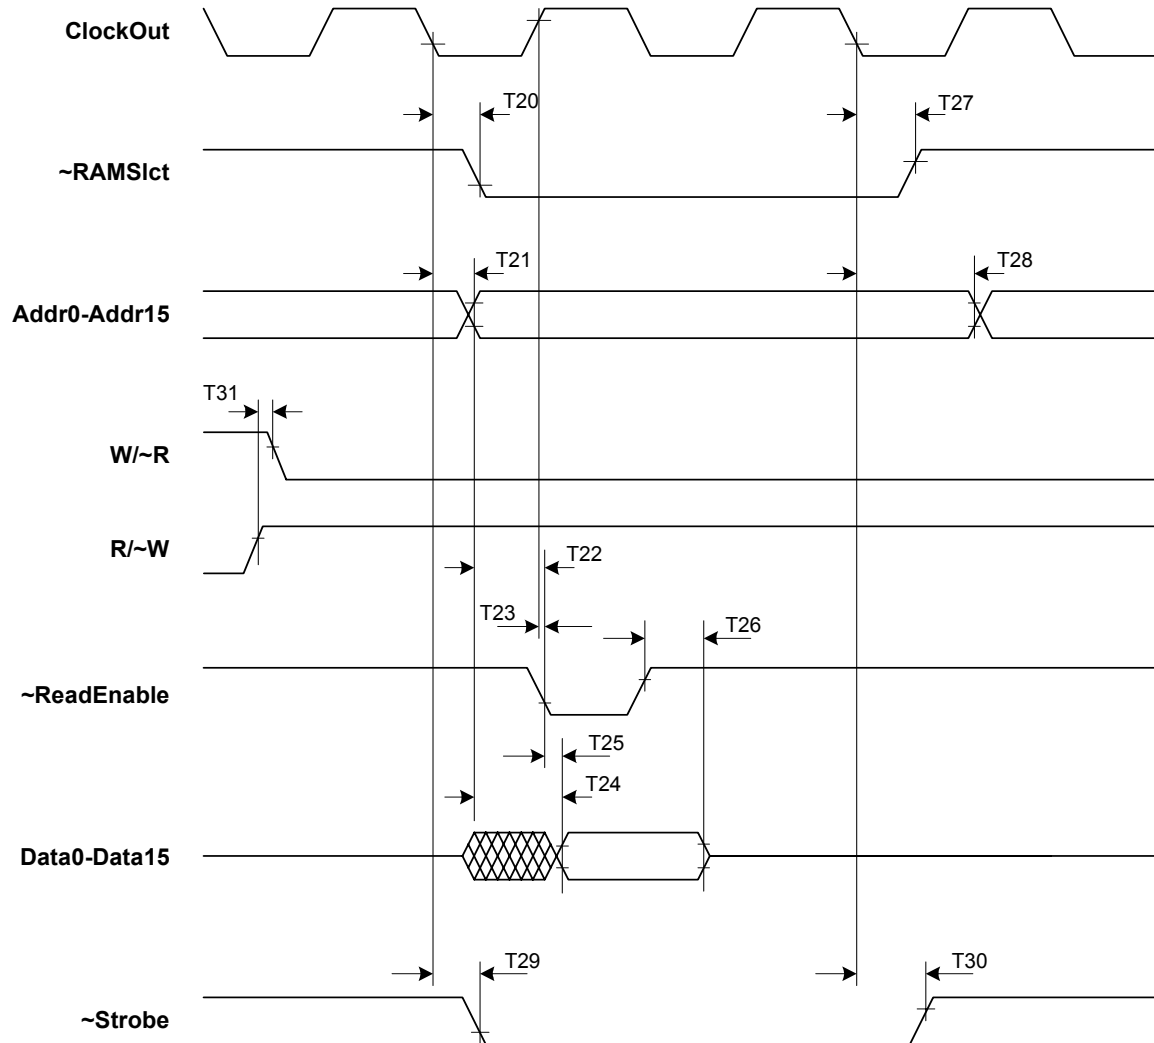 ClockOut
T20
T27
~RAMSlct
T21
T28
Addr0-Addr15
T31
W/~R
R/~W
T22
T23
T26
~ReadEnable
T25
T24
Data0-Data15
T29
T30
~Strobe